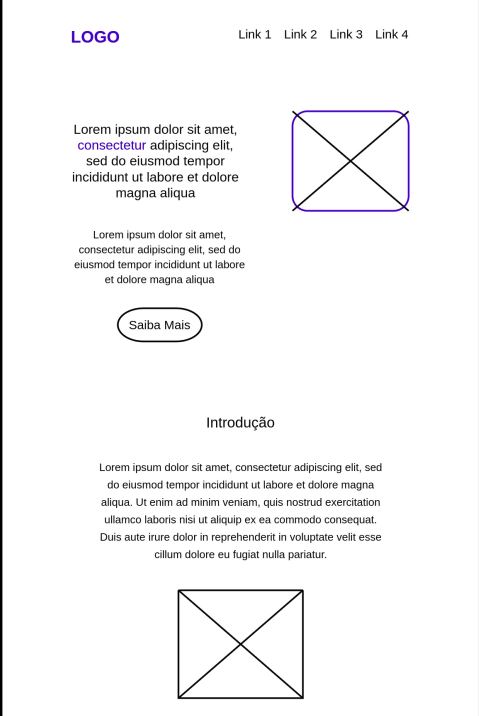 LOGO
Link 1 Link 2 Link 3 Link 4
Lorem ipsum dolor sit amet,
consectetur adipiscing elit,
sed do eiusmod tempor
incididunt ut labore et dolore
magna aliqua
Lorem ipsum dolor sit amet,
consectetur adipiscing elit, sed do
eiusmod tempor incididunt ut labore
et dolore magna aliqua
Saiba Mais
Introdução
Lorem ipsum dolor sit amet, consectetur adipiscing elit, sed
do eiusmod tempor incididunt ut labore et dolore magna
aliqua. Ut enim ad minim veniam, quis nostrud exercitation
ullamco laboris nisi ut aliquip ex ea commodo consequat.
Duis aute irure dolor in reprehenderit in voluptate velit esse
cillum dolore eu fugiat nulla pariatur.